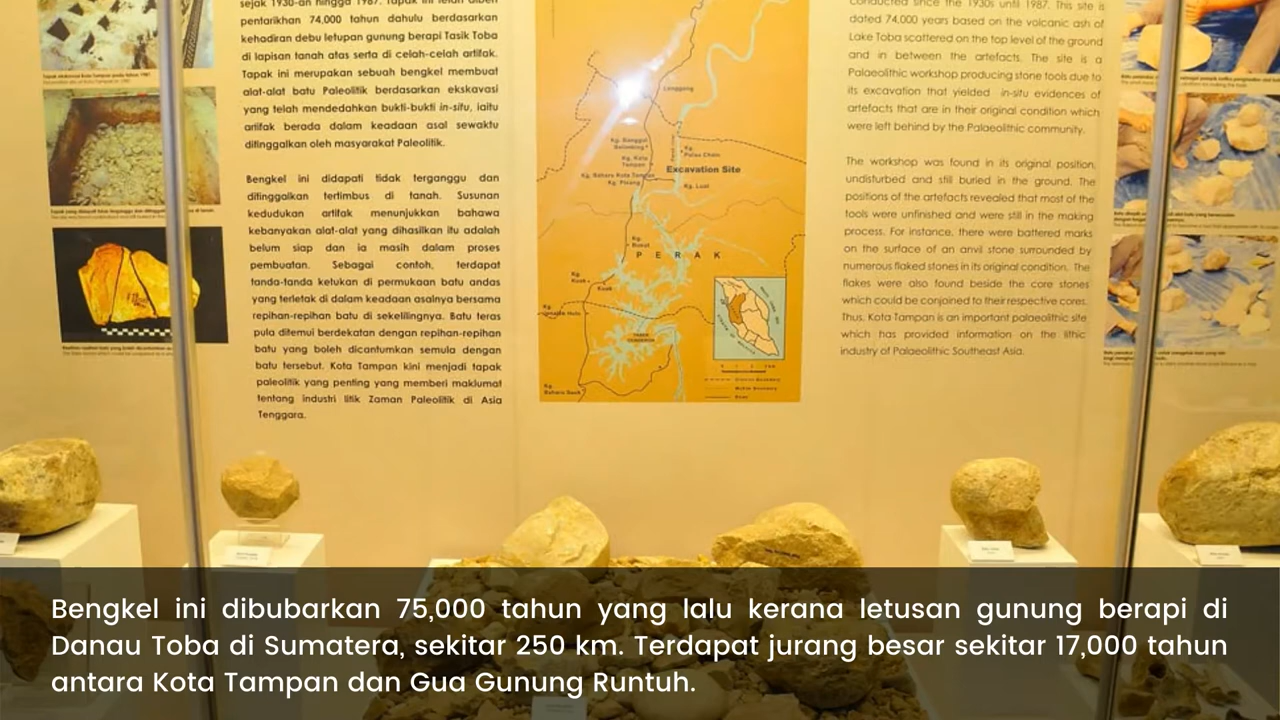 sejak 1930-an hingga 1987. Tapak ini telah diberi
pentarikhan 74,000 tahun dahulu berdasarkan
kehadiran debu letupan gunung berapi Tasik Toba
di lapisan tanah atas serta di celah-celah artifak.
Tapak ini merupakan sebuah bengkel membuat
alat-alat batu Paleolitik berdasarkan ekskavasi
yang telah mendedahkan bukti-bukti in-situ, iaitu
artifak berada dalam keadaan asal sewaktu
ditinggalkan oleh masyarakat Paleolitik.
Bengkel ini didapati tidak terganggu dan
ditinggalkan tertimbus di tanah. Susunan
kedudukan artifak menunjukkan bahawa
kebanyakan alat-alat yang dihasilkan itu adalah
belum siap dan ia masih dalam proses
pembuatan. Sebagai contoh, terdapat
tanda-tanda ketukan di permukaan batu andas
yang terletak di dalam keadaan asalnya bersama
repihan-repihan batu di sekelilingnya. Batu teras
pula ditemui berdekatan dengan repihan-repihan
batu yang boleh dicantumkan semula dengan
batu tersebut. Kota Tampan kini menjadi tapak
paleolitik yang penting yang memberi maklumat
tentang industri litik Zaman Paleolitik di Asia
Tenggara.
Lenggong
Kg.
Kg. Kota
Tampan
Kg.
Excavation Site
Kg. Luat
Kg.
PERAK
Kg.
Kg.
conducted since the 1930s until 1987. This site is
dated 74,000 years based on the volcanic ash of
Lake Toba scattered on the top level of the ground
and in between the artefacts. The site is a
Palaeolithic workshop producing stone tools due to
its excavation that yielded in-situ evidences of
artefacts that are in their original condition which
were left behind by the Palaeolithic community.
The workshop was found in its original position,
undisturbed and still buried in the ground. The
positions of the artefacts revealed that most of the
tools were unfinished and were still in the making
process. For instance, there were battered marks
on the surface of an anvil stone surrounded by
numerous flaked stones in its original condition. The
flakes were also found beside the core stones
which could be conjoined to their respective cores.
Thus, Kota Tampan is an important palaeolithic site
which has provided information on the lithic
industry of Palaeolithic Southeast Asia.
Bengkel ini dibubarkan 75,000 tahun yang lalu kerana letusan gunung berapi di
Danau Toba di Sumatera, sekitar 250 km. Terdapat jurang besar sekitar 17,000 tahun
antara Kota Tampan dan Gua Gunung Runtuh.